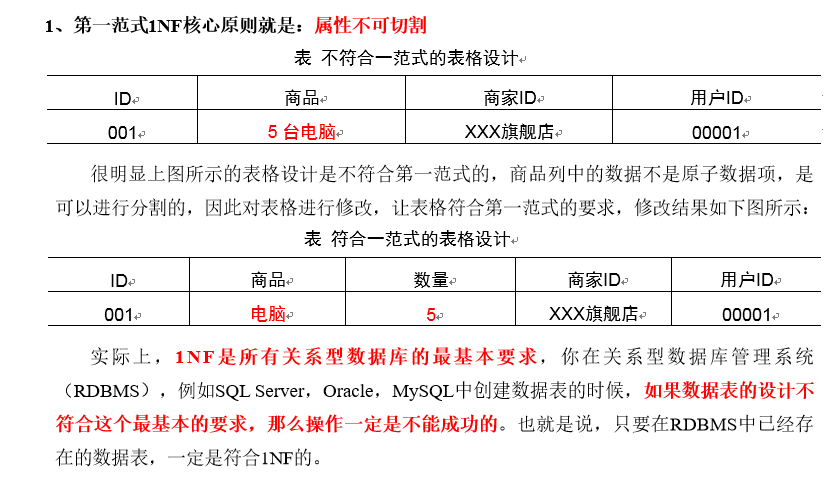 1、第一范式1NF核心原则就是：属性不可切割
表 不符合一范式的表格设计
ID 商品 商家ID 用户ID
001 5 台电脑 XXX旗舰店 00001
很明显上图所示的表格设计是不符合第一范式的，商品列中的数据不是原子数据项，是
可以进行分割的，因此对表格进行修改，让表格符合第一范式的要求，修改结果如下图所示：
表 符合一范式的表格设计
ID 商品 数量 商家ID 用户ID
001 电脑 5 XXX旗舰店 00001
实际上，1NF是所有关系型数据库的最基本要求，你在关系型数据库管理系统
（RDBMS），例如SQL Server，Oracle，MySQL中创建数据表的时候，如果数据表的设计不
符合这个最基本的要求，那么操作一定是不能成功的。也就是说，只要在RDBMS中已经存
在的数据表，一定是符合1NF的。